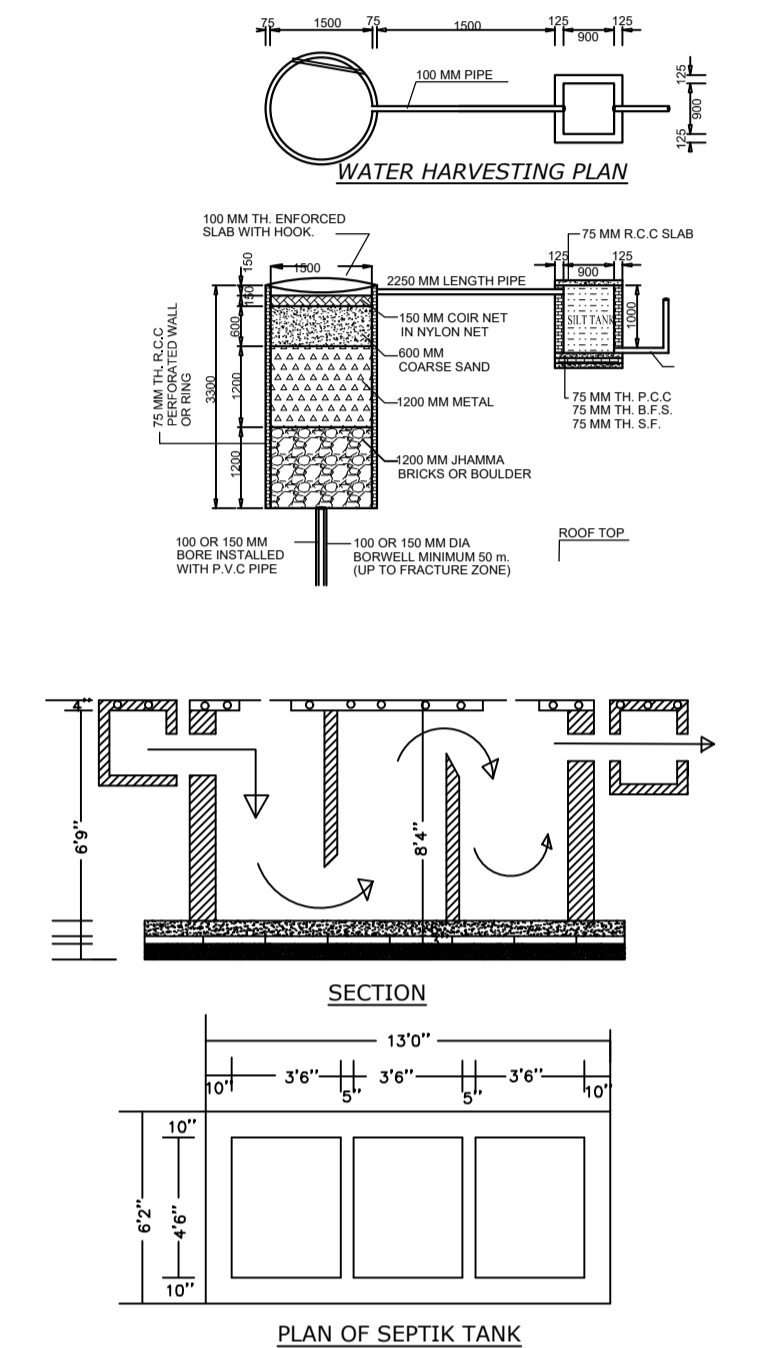 75
1500
75
1500
125
125
900
100 MM PIPE
125
900
125
WATER HARVESTING PLAN
100 MM TH. ENFORCED
SLAB WITH HOOK.
75 MM R.C.C SLAB
125
125
900
150
1500
2250 MM LENGTH PIPE
150
150 MM COIR NET
IN NYLON NET
SILT TANK
1000
600
600 MM
COARSE SAND
75 MM TH. R.C.C
PERFORATED WALL
OR RING
3300
1200
1200 MM METAL
75 MM TH. P.C.C
75 MM TH. B.F.S.
75 MM TH. S.F.
1200
1200 MM JHAMMA
BRICKS OR BOULDER
100 OR 150 MM
BORE INSTALLED
WITH P.V.C PIPE
100 OR 150 MM DIA
BORWELL MINIMUM 50 m.
(UP TO FRACTURE ZONE)
ROOF TOP
4"
6'9"
8'4"
SECTION
13'0"
10"
3'6"
5"
3'6"
5"
3'6"
10"
10"
6'2"
4'6"
10"
PLAN OF SEPTIK TANK